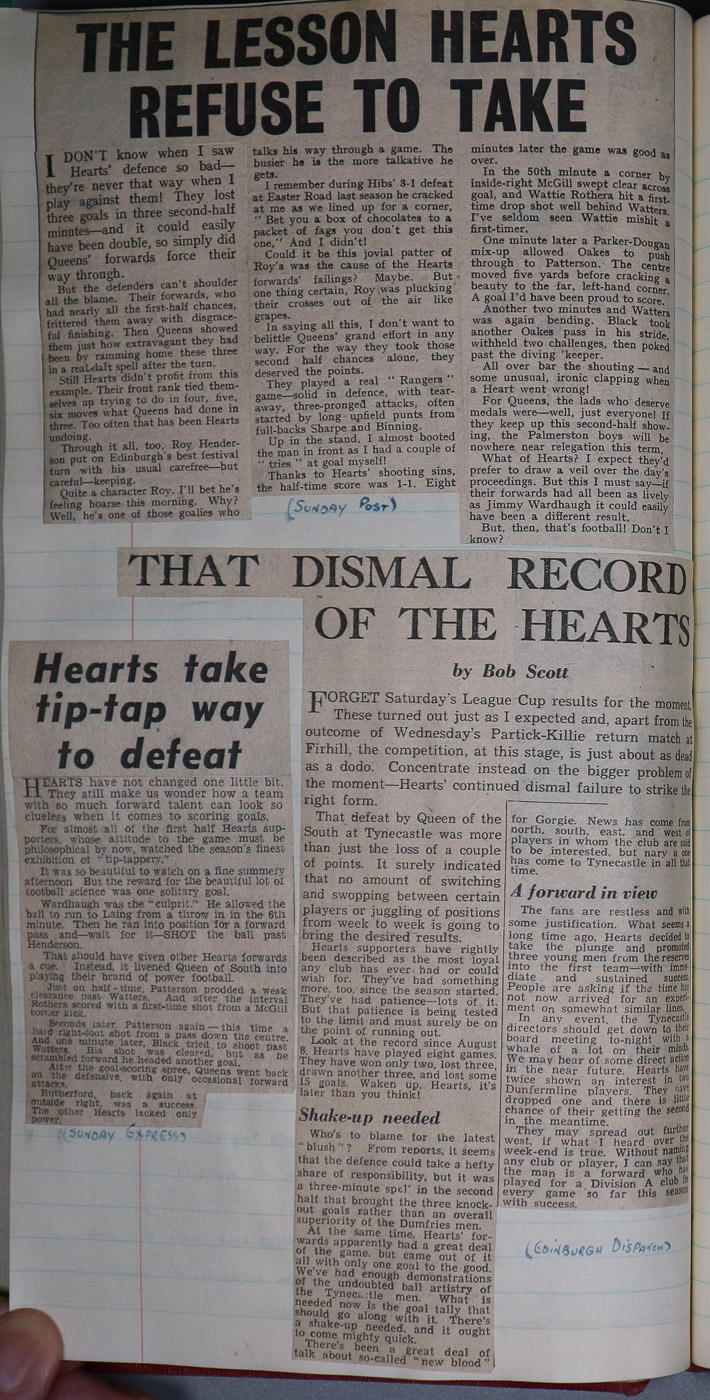 THE LESSON HEARTS
REFUSE TO TAKE
I DON'T know when I saw
Hearts' defence so bad—
they're never that way when I
play against them! They lost
three goals in three second-half
minutes—and it could easily
have been double, so simply did
Queens' forwards force their
way through.
But the defenders can't shoulder
all the blame. Their forwards, who
had nearly all the first-half chances,
frittered them away with disgrace-
ful finishing. Then Queens showed
them just how extravagant they had
been by ramming home these three
in a real daft spell after the turn.
Still Hearts didn't profit from this
example. Their front rank tied them-
selves up trying to do in four, five,
six moves what Queens had done in
three. Too often that has been Hearts
undoing.
Through it all, too, Roy Hender-
son put on Edinburgh's best festival
turn with his usual carefree—but
careful—keeping.
Quite a character Roy. I'll bet he's
feeling hoarse this morning. Why?
Well, he's one of those goalies who
talks his way through a game. The
busier he is the more talkative he
gets.
I remember during Hibs' 3-1 defeat
at Easter Road last season he cracked
at me as we lined up for a corner,
" Bet you a box of chocolates to a
packet of fags you don't get this
one," And I didn't!
Could it be this jovial patter of
Roy's was the cause of the Hearts
forwards' failings? Maybe. But
one thing certain, Roy was plucking
their crosses out of the air like
grapes.
In saying all this, I don't want to
belittle Queens' grand effort in any
way. For the way they took those
second half chances alone, they
deserved the points.
They played a real " Rangers "
game—solid in defence, with tear-
away, three-pronged attacks, often
started by long upfield punts from
full-backs Sharpe and Binning.
Up in the stand, I almost booted
the man in front as I had a couple of
" tries " at goal myself!
Thanks to Hearts' shooting sins,
the half-time score was 1-1. Eight
(SUNDAY POST)
minutes later the game was good as
over.
In the 50th minute a corner by
inside-right McGill swept clear across
goal, and Wattie Rothera hit a first-
time drop shot well behind Watters.
I've seldom seen Wattie mishit a
first-timer.
One minute later a Parker-Dougan
mix-up allowed Oakes to push
through to Patterson. The centre
moved five yards before cracking a
beauty to the far, left-hand corner.
A goal I'd have been proud to score.
Another two minutes and Watters
was again bending. Black took
another Oakes pass in his stride,
withheld two challenges, then poked
past the diving 'keeper.
All over bar the shouting—and
some unusual, ironic clapping when
a Heart went wrong!
For Queens, the lads who deserve
medals were—well, just everyone! If
they keep up this second-half show-
ing, the Palmerston boys will be
nowhere near relegation this term.
What of Hearts? I expect they'd
prefer to draw a veil over the day's
proceedings. But this I must say—if
their forwards had all been as lively
as Jimmy Wardhaugh it could easily
have been a different result.
But, then, that's football! Don't I
know?
THAT DISMAL RECORD
OF THE HEARTS
by Bob Scott
FORGET Saturday's League Cup results for the moment.
These turned out just as I expected and, apart from the
outcome of Wednesday's Partick-Killie return match at
Firhill, the competition, at this stage, is just about as dead
as a dodo. Concentrate instead on the bigger problem of
the moment—Hearts' continued dismal failure to strike the
right form.
That defeat by Queen of the
South at Tynecastle was more
than just the loss of a couple
of points. It surely indicated
that no amount of switching
and swopping between certain
players or juggling of positions
from week to week is going to
bring the desired results.
Hearts supporters have rightly
been described as the most loyal
any club has ever had or could
wish for. They've had something
more, too, since the season started.
They've had patience—lots of it.
But that patience is being tested
to the limit and must surely be on
the point of running out.
Look at the record since August
8. Hearts have played eight games.
They have won only two, lost three,
drawn another three, and lost some
15 goals. Waken up, Hearts, it's
later than you think!
Shake-up needed
Who's to blame for the latest
" blush "? From reports, it seems
that the defence could take a hefty
share of responsibility, but it was
a three-minute spell in the second
half that brought the three knock-
out goals rather than an overall
superiority of the Dumfries men.
At the same time, Hearts' for-
wards apparently had a great deal
of the game, but came out of it
all with only one goal to the good.
We've had enough demonstrations
of the undoubted ball artistry of
the Tynecastle men. What is
needed now is the goal tally that
should go along with it. There's
a shake-up needed, and it ought
to come mighty quick.
There's been a great deal of
talk about so-called "new blood"
for Gorgie. News has come from
north, south, east, and west of
players in whom the club are said
to be interested, but nary a one
has come to Tynecastle in all that
time.
A forward in view
The fans are restless and with
some justification. What seems a
long time ago, Hearts decided to
take the plunge and promoted
three young men from the reserves
into the first team—with imme-
diate and sustained success.
People are asking if the time has
not now arrived for an experi-
ment on somewhat similar lines.
In any event, the Tynecastle
directors should get down to their
board meeting to-night with a
whale of a lot on their minds.
We may hear of some direct action
in the near future. Hearts have
twice shown an interest in two
Dunfermline players. They have
dropped one and there is little
chance of their getting the second
in the meantime.
They may spread out further
west, if what I heard over the
week-end is true. Without naming
any club or player, I can say that
the man is a forward who has
played for a Division A club in
every game so far this season
with success.
(EDINBURGH DISPATCH)
Hearts take
tip-tap way
to defeat
HEARTS have not changed one little bit.
They still make us wonder how a team
with so much forward talent can look so
clueless when it comes to scoring goals.
For almost all of the first half Hearts sup-
porters, whose attitude to the game must be
philosophical by now, watched the season's finest
exhibition of "tip-tappery."
It was so beautiful to watch on a fine summery
afternoon But the reward for the beautiful lot of
football science was one solitary goal.
Wardhaugh was the "culprit." He allowed the
ball to run to Laing from a throw in in the 6th
minute. Then he ran into position for a forward
pass and—wait for it—SHOT the ball past
Henderson.
That should have given other Hearts forwards
a cue. Instead, it livened Queen of South into
playing their brand of power football.
Just on half-time, Patterson prodded a weak
clearance past Watters. And after the interval
Rothera scored with a first-time shot from a McGill
corner kick.
Seconds later, Patterson again—this time a
hard right-foot shot from a pass down the centre.
And one minute later, Black tried to shoot past
Watters. His shot was cleared, but as he
scrambled forward he headed another goal.
After the goal-scoring spree, Queens went back
on the defensive, with only occasional forward
attacks.
Rutherford, back again at
outside right, was a success.
The other Hearts lacked only
power.
(SUNDAY EXPRESS)